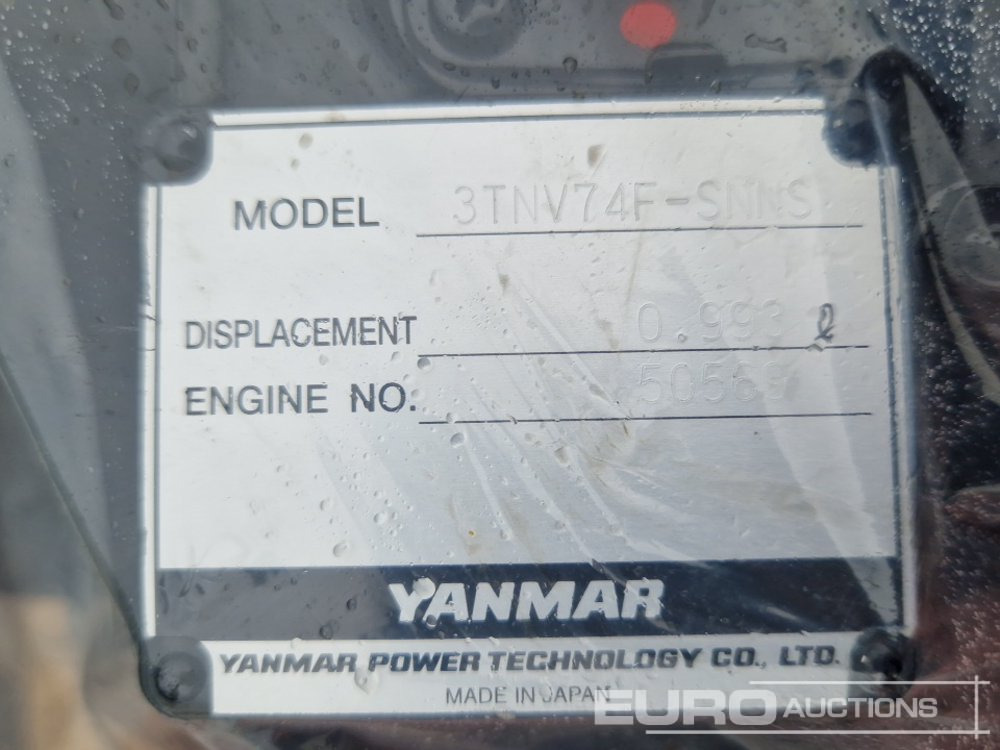 MODEL 3TNV74F-SNNS
DISPLACEMENT 0.993 ℓ
ENGINE NO.
YANMAR
YANMAR POWER TECHNOLOGY CO., LTD.
MADE IN JAPAN
EURO AUCTIONS